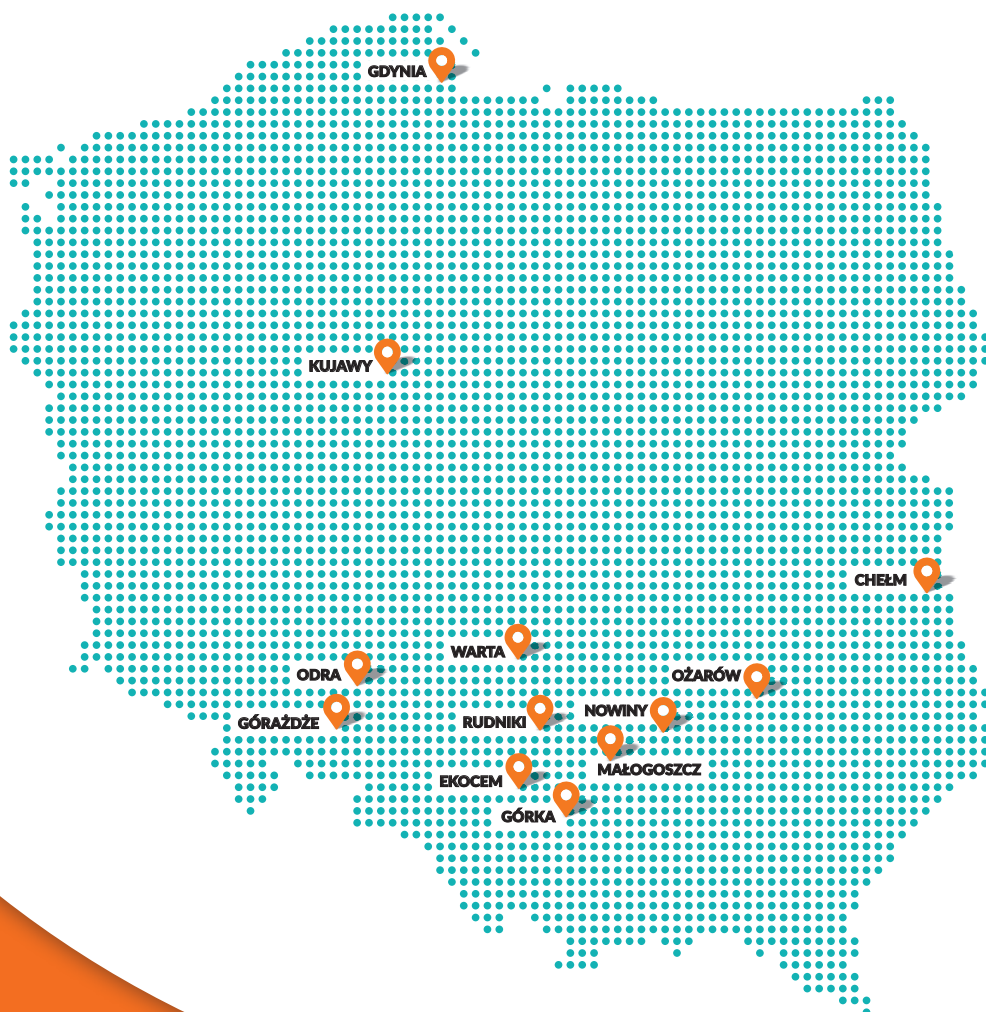 GDYNIA
KUJAWY
CHEŁM
WARTA
ODRA
OŻARÓW
NOWINY
GÓRAŻDŻE
RUDNIKI
MAŁOGOSZCZ
EKOCEM
GÓRKA